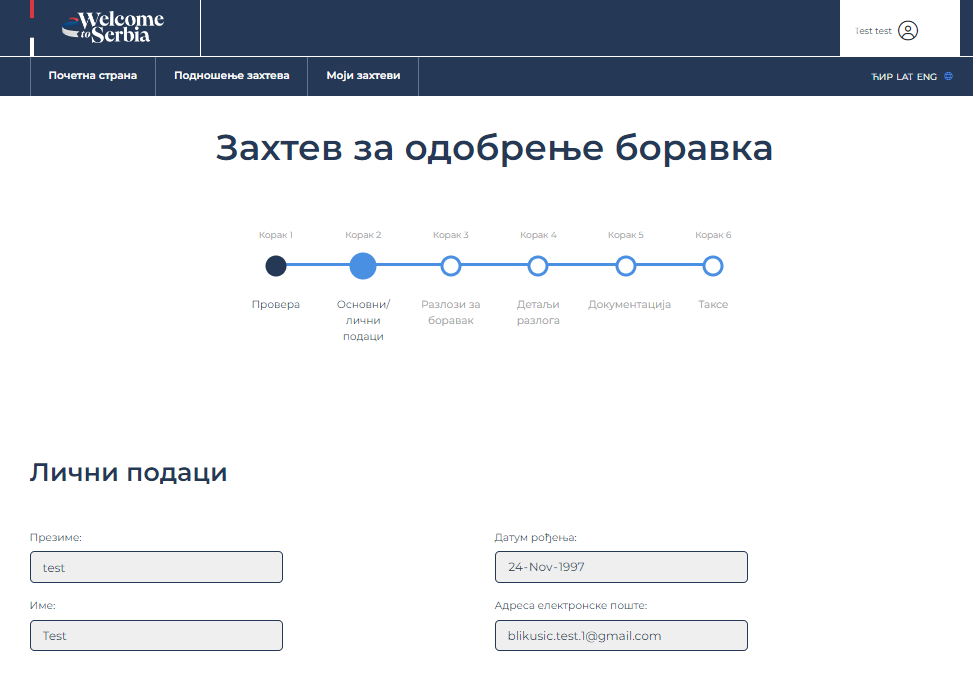 Welcome
to Serbia
Test test
Почетна страна
Подношење захтева
Моји захтеви
ЋИР LAT ENG
Захтев за одобрење боравка
Корак 1
Корак 2
Корак 3
Корак 4
Корак 5
Корак 6
Провера
Основни/
лични
подаци
Разлози за
боравак
Детаљи
разлога
Документација
Таксе
Лични подаци
Презиме:
test
Датум рођења:
24-Nov-1997
Име:
Test
Адреса електронске поште:
blikusic.test.1@gmail.com